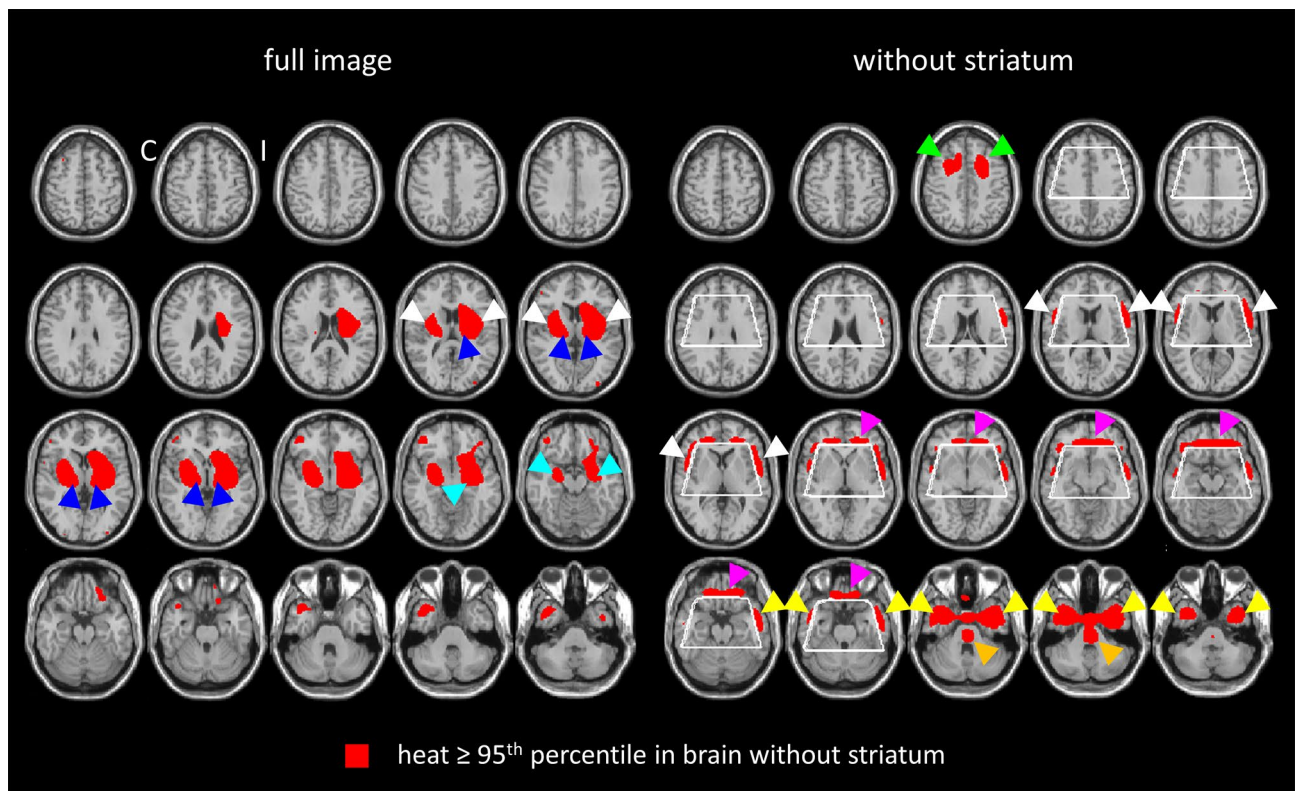 full image
without striatum
C
I
heat ≥ 95th percentile in brain without striatum